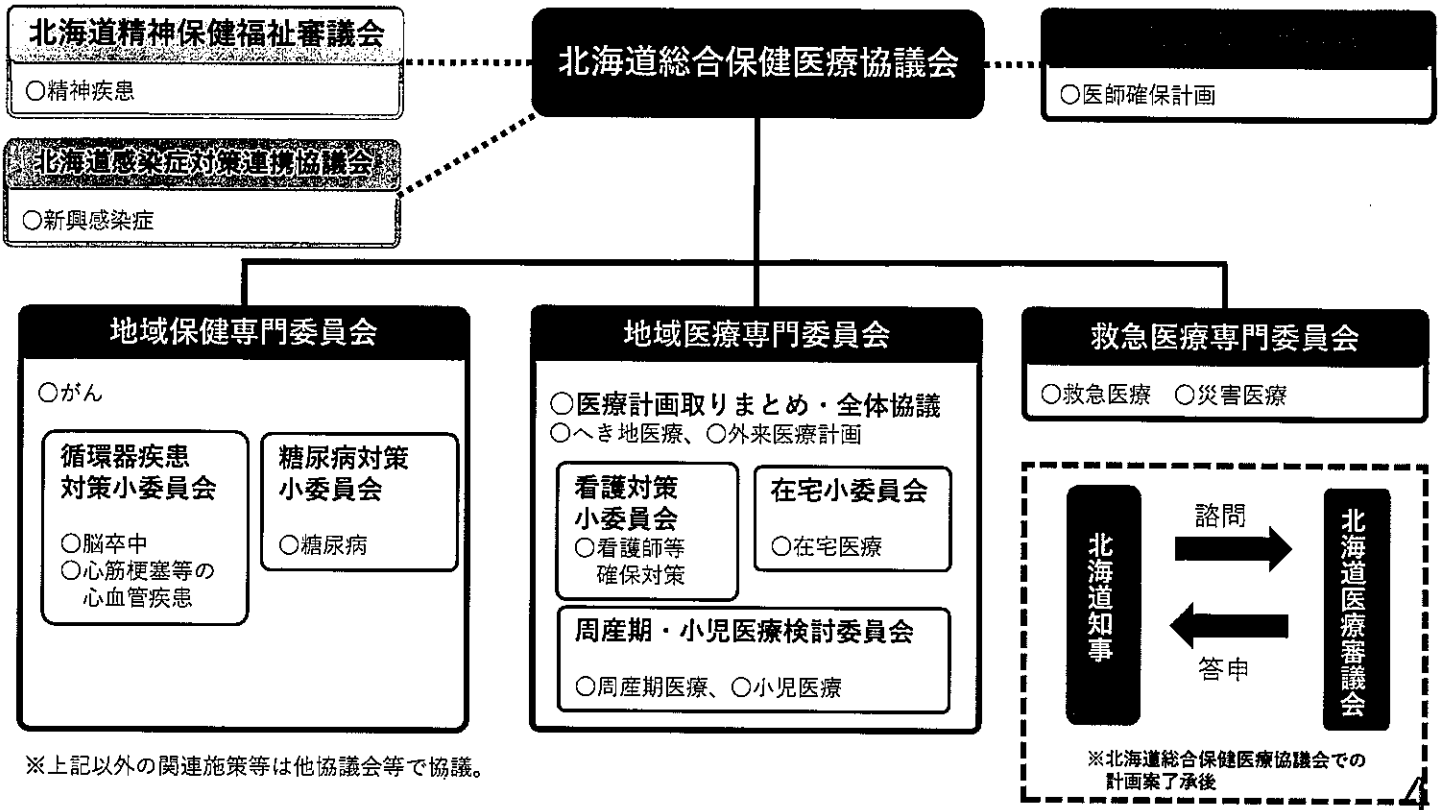 北海道精神保健福祉審議会
○精神疾患
北海道総合保健医療協議会
○医師確保計画
北海道感染症対策連携協議会
○新興感染症
地域保健専門委員会
○がん
循環器疾患
対策小委員会
○脳卒中
○心筋梗塞等の
心血管疾患
糖尿病対策
小委員会
○糖尿病
地域医療専門委員会
○医療計画取りまとめ・全体協議
○へき地医療、○外来医療計画
看護対策
小委員会
○看護師等
確保対策
在宅小委員会
○在宅医療
周産期・小児医療検討委員会
○周産期医療、○小児医療
救急医療専門委員会
○救急医療 ○災害医療
北海道知事
諮問
答申
北海道医療審議会
※北海道総合保健医療協議会での
計画案了承後
※上記以外の関連施策等は他協議会等で協議。
4